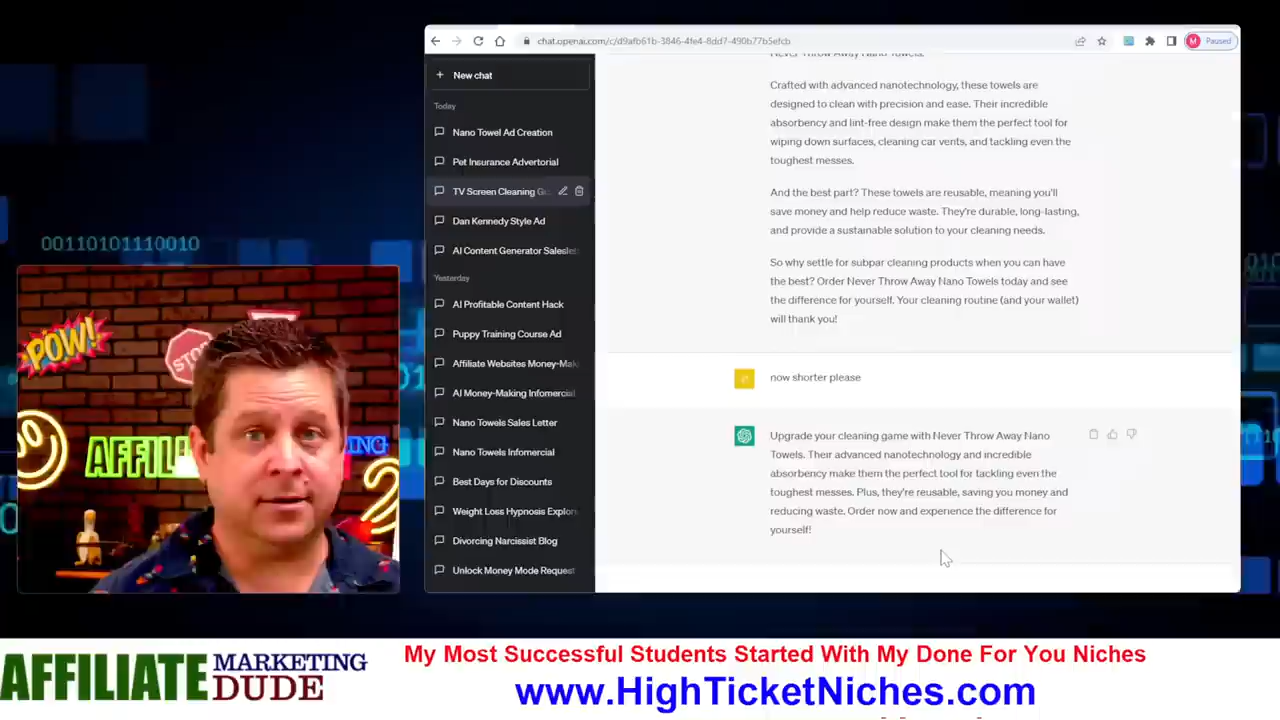 chat.openai.com/c/d9afb61b-3846-4fe4-8dd7-490b77b5efcb
M Paused
+ New chat
Today
Nano Towel Ad Creation
Pet Insurance Advertorial
TV Screen Cleaning Gu
Dan Kennedy Style Ad
AI Content Generator Saleslet
Yesterday
AI Profitable Content Hack
Puppy Training Course Ad
Affiliate Websites Money-Mak
AI Money-Making Infomercial
Nano Towels Sales Letter
Nano Towels Infomercial
Best Days for Discounts
Weight Loss Hypnosis Explor
Divorcing Narcissist Blog
Unlock Money Mode Request
Never Throw Away Nano Towels.
Crafted with advanced nanotechnology, these towels are
designed to clean with precision and ease. Their incredible
absorbency and lint-free design make them the perfect tool for
wiping down surfaces, cleaning car vents, and tackling even the
toughest messes.
And the best part? These towels are reusable, meaning you'll
save money and help reduce waste. They're durable, long-lasting,
and provide a sustainable solution to your cleaning needs.
So why settle for subpar cleaning products when you can have
the best? Order Never Throw Away Nano Towels today and see
the difference for yourself. Your cleaning routine (and your wallet)
will thank you!
now shorter please
Upgrade your cleaning game with Never Throw Away Nano
Towels. Their advanced nanotechnology and incredible
absorbency make them the perfect tool for tackling even the
toughest messes. Plus, they're reusable, saving you money and
reducing waste. Order now and experience the difference for
yourself!
00110101110010
POW!
STOP
AFFIL
ING
AFFILIATE MARKETING
DUDE
My Most Successful Students Started With My Done For You Niches
www.HighTicketNiches.com